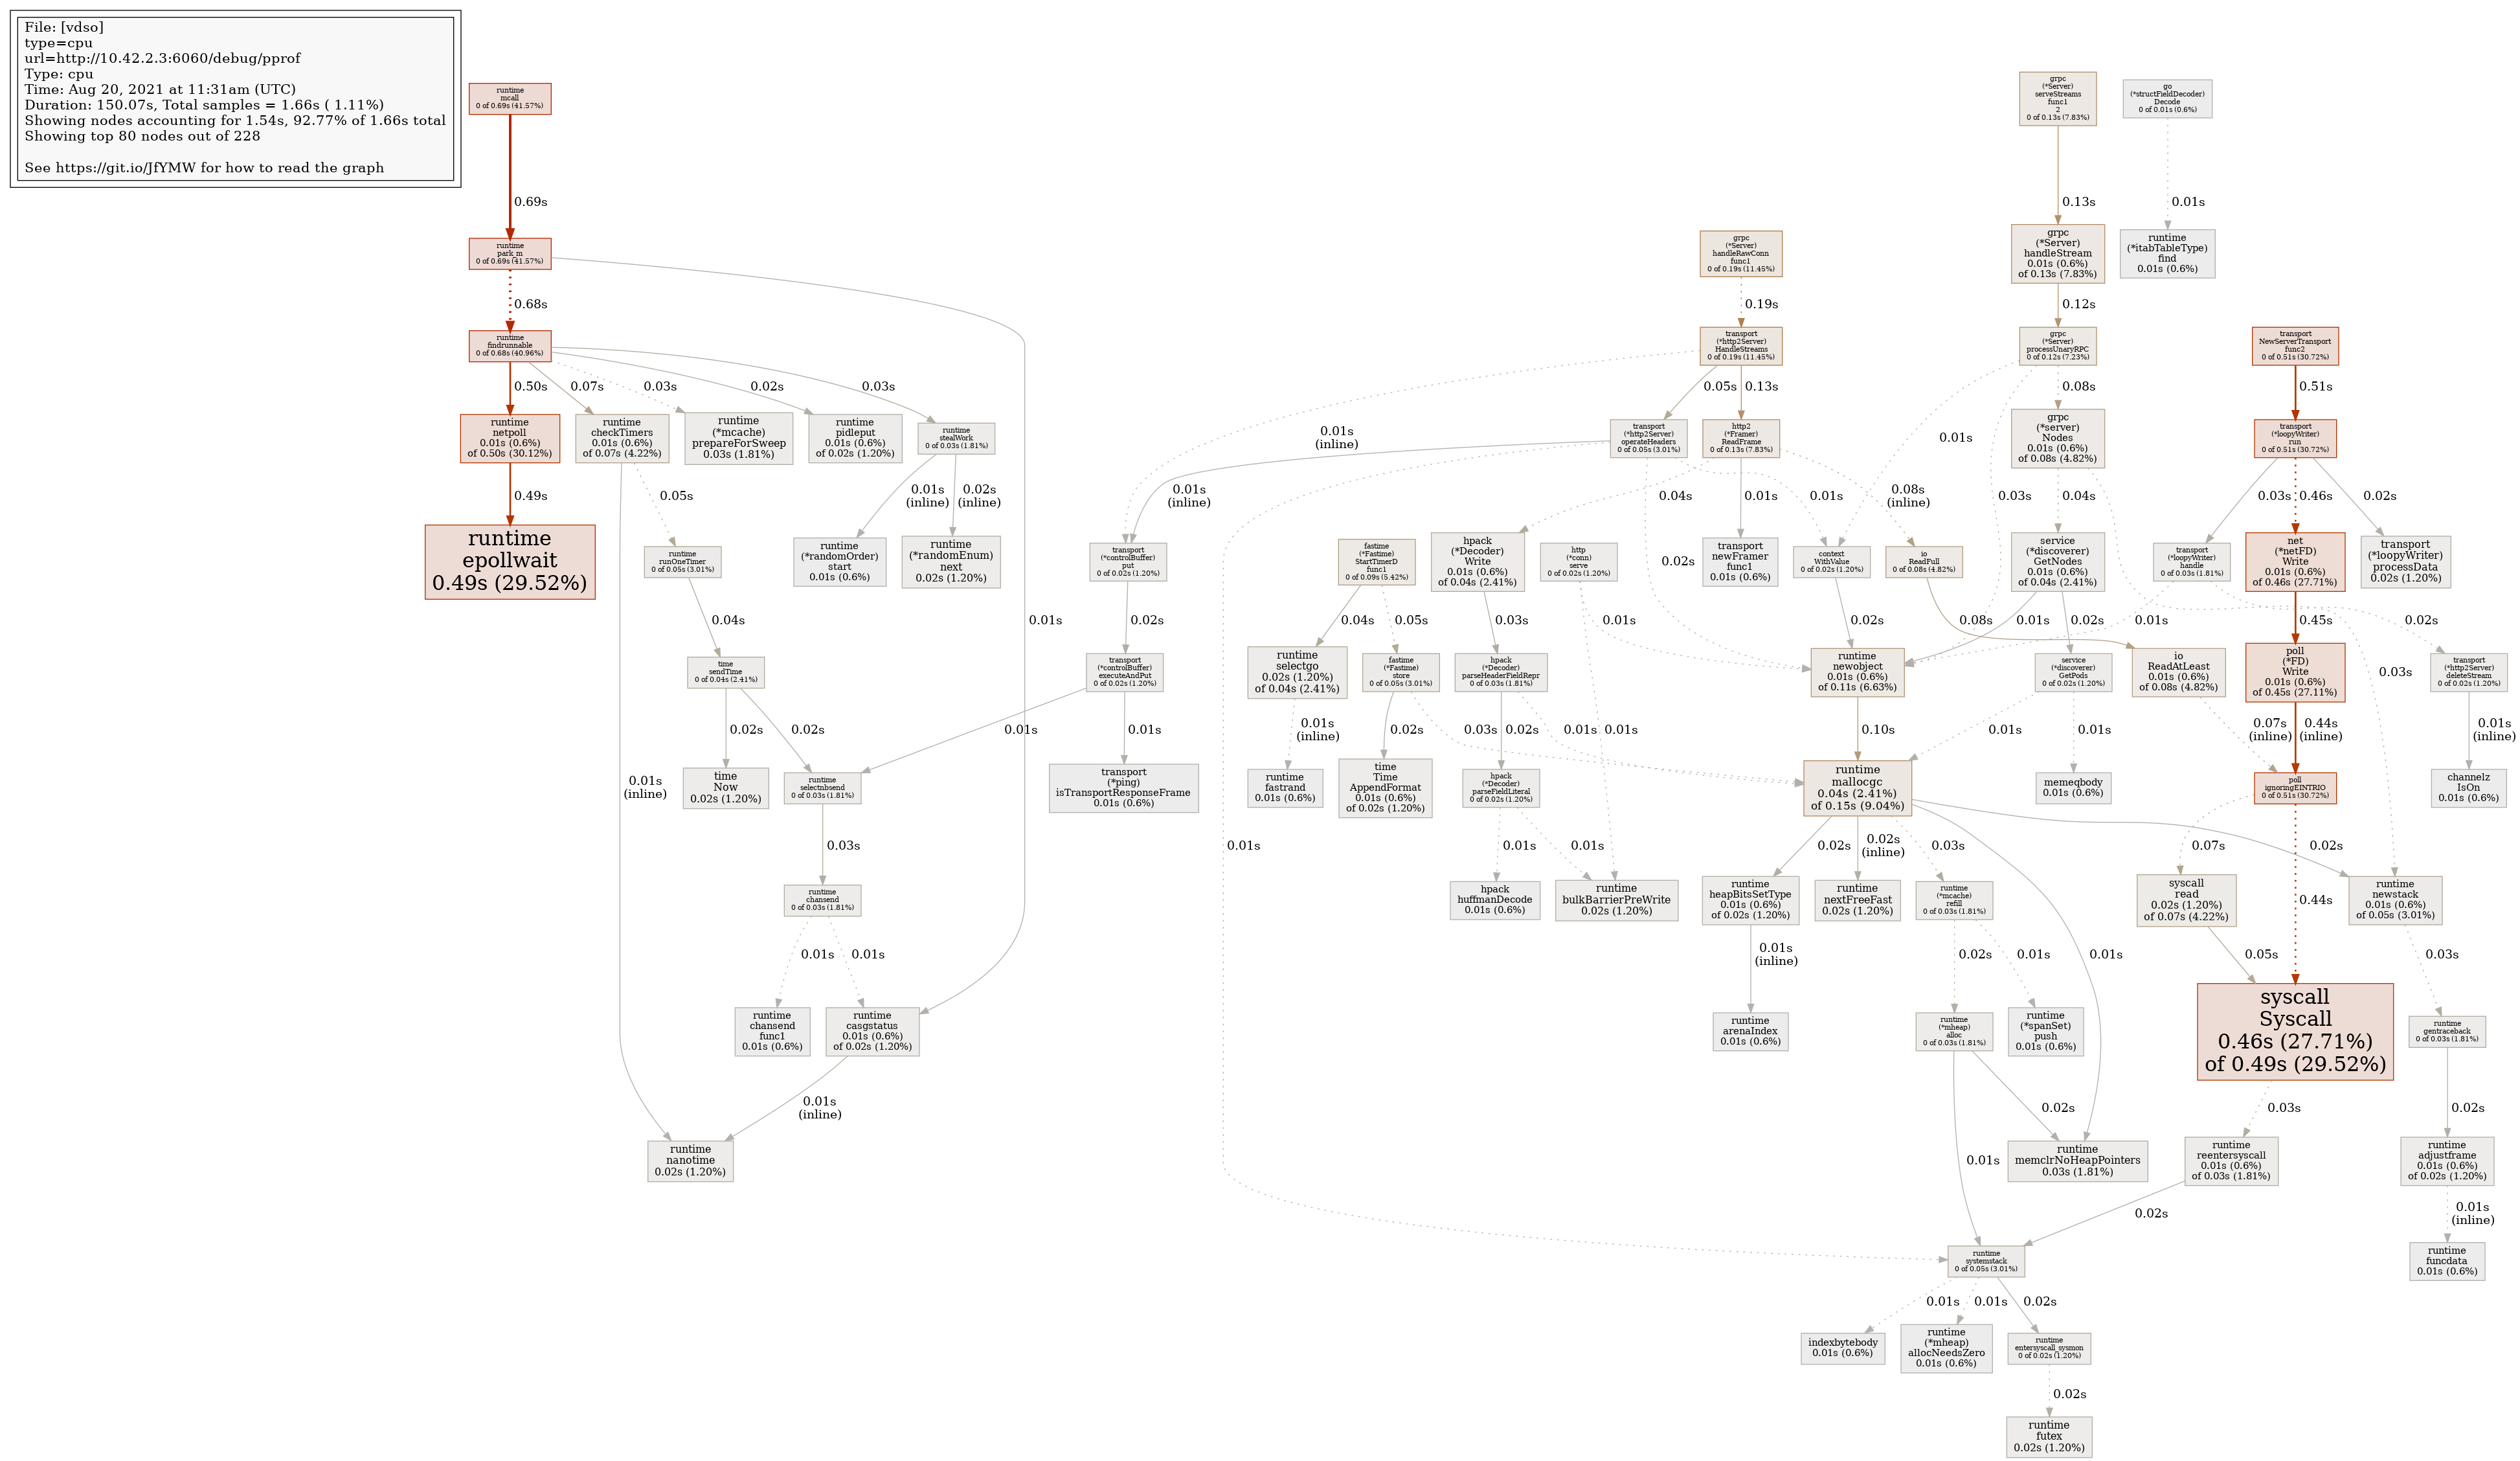 File: [vdso]
type=cpu
url=http://10.42.2.3:6060/debug/pprof
Type: cpu
Time: Aug 20, 2021 at 11:31am (UTC)
Duration: 150.07s, Total samples = 1.66s ( 1.11%)
Showing nodes accounting for 1.54s, 92.77% of 1.66s total
Showing top 80 nodes out of 228
See https://git.io/JfYMW for how to read the graph
runtime
mcall
0 of 0.69s (41.57%)
0.69s
runtime
park_m
0 of 0.69s (41.57%)
0.68s
0.01s
runtime
findrunnable
0 of 0.68s (40.96%)
0.50s
0.07s
0.03s
0.02s
0.03s
runtime
netpoll
0.01s (0.6%)
of 0.50s (30.12%)
0.49s
runtime
epollwait
0.49s (29.52%)
runtime
checkTimers
0.01s (0.6%)
of 0.07s (4.22%)
0.05s
0.01s
(inline)
runtime
(*mcache)
prepareForSweep
0.03s (1.81%)
runtime
pidleput
0.01s (0.6%)
of 0.02s (1.20%)
runtime
stealWork
0 of 0.03s (1.81%)
0.01s
(inline)
0.02s
(inline)
runtime
(*randomOrder)
start
0.01s (0.6%)
runtime
(*randomEnum)
next
0.02s (1.20%)
runtime
runOneTimer
0 of 0.05s (3.01%)
0.04s
time
sendTime
0 of 0.04s (2.41%)
0.02s
0.02s
time
Now
0.02s (1.20%)
runtime
selectnbsend
0 of 0.03s (1.81%)
0.03s
runtime
chansend
0 of 0.03s (1.81%)
0.01s
0.01s
runtime
chansend
func1
0.01s (0.6%)
runtime
casgstatus
0.01s (0.6%)
of 0.02s (1.20%)
0.01s
(inline)
runtime
nanotime
0.02s (1.20%)
grpc
(*Server)
handleRawConn
func1
0 of 0.19s (11.45%)
0.19s
transport
(*http2Server)
HandleStreams
0 of 0.19s (11.45%)
0.01s
(inline)
0.05s
0.13s
transport
(*http2Server)
operateHeaders
0 of 0.05s (3.01%)
0.01s
(inline)
0.01s
0.02s
0.01s
http2
(*Framer)
ReadFrame
0 of 0.13s (7.83%)
0.04s
0.01s
0.08s
(inline)
transport
(*controlBuffer)
put
0 of 0.02s (1.20%)
0.02s
transport
(*controlBuffer)
executeAndPut
0 of 0.02s (1.20%)
0.01s
0.01s
transport
(*ping)
isTransportResponseFrame
0.01s (0.6%)
fastime
(*Fastime)
StartTimerD
func1
0 of 0.09s (5.42%)
0.04s
0.05s
runtime
selectgo
0.02s (1.20%)
of 0.04s (2.41%)
0.01s
(inline)
runtime
fastrand
0.01s (0.6%)
fastime
(*Fastime)
store
0 of 0.05s (3.01%)
0.02s
0.03s
time
Time
AppendFormat
0.01s (0.6%)
of 0.02s (1.20%)
hpack
(*Decoder)
Write
0.01s (0.6%)
of 0.04s (2.41%)
0.03s
hpack
(*Decoder)
parseHeaderFieldRepr
0 of 0.03s (1.81%)
0.02s
0.01s
hpack
(*Decoder)
parseFieldLiteral
0 of 0.02s (1.20%)
0.01s
0.01s
hpack
huffmanDecode
0.01s (0.6%)
http
(*conn)
serve
0 of 0.02s (1.20%)
0.01s
0.01s
runtime
bulkBarrierPreWrite
0.02s (1.20%)
transport
newFramer
func1
0.01s (0.6%)
context
WithValue
0 of 0.02s (1.20%)
0.02s
io
ReadFull
0 of 0.08s (4.82%)
0.08s
grpc
(*Server)
serveStreams
func1
2
0 of 0.13s (7.83%)
0.13s
grpc
(*Server)
handleStream
0.01s (0.6%)
of 0.13s (7.83%)
0.12s
grpc
(*Server)
processUnaryRPC
0 of 0.12s (7.23%)
0.01s
0.03s
0.08s
grpc
(*server)
Nodes
0.01s (0.6%)
of 0.08s (4.82%)
0.04s
0.03s
service
(*discoverer)
GetNodes
0.01s (0.6%)
of 0.04s (2.41%)
0.01s
0.02s
service
(*discoverer)
GetPods
0 of 0.02s (1.20%)
0.01s
0.01s
memeqbody
0.01s (0.6%)
go
(*structFieldDecoder)
Decode
0 of 0.01s (0.6%)
0.01s
runtime
(*itabTableType)
find
0.01s (0.6%)
runtime
newobject
0.01s (0.6%)
of 0.11s (6.63%)
0.10s
runtime
mallocgc
0.04s (2.41%)
of 0.15s (9.04%)
0.02s
0.02s
(inline)
0.03s
0.01s
0.02s
runtime
heapBitsSetType
0.01s (0.6%)
of 0.02s (1.20%)
0.01s
(inline)
runtime
arenaIndex
0.01s (0.6%)
runtime
nextFreeFast
0.02s (1.20%)
runtime
(*mcache)
refill
0 of 0.03s (1.81%)
0.02s
0.01s
runtime
(*mheap)
alloc
0 of 0.03s (1.81%)
0.01s
0.02s
runtime
(*spanSet)
push
0.01s (0.6%)
runtime
memclrNoHeapPointers
0.03s (1.81%)
transport
NewServerTransport
func2
0 of 0.51s (30.72%)
0.51s
transport
(*loopyWriter)
run
0 of 0.51s (30.72%)
0.03s
0.46s
0.02s
transport
(*loopyWriter)
handle
0 of 0.03s (1.81%)
0.01s
0.02s
net
(*netFD)
Write
0.01s (0.6%)
of 0.46s (27.71%)
0.45s
transport
(*loopyWriter)
processData
0.02s (1.20%)
io
ReadAtLeast
0.01s (0.6%)
of 0.08s (4.82%)
0.07s
(inline)
poll
(*FD)
Write
0.01s (0.6%)
of 0.45s (27.11%)
0.44s
(inline)
transport
(*http2Server)
deleteStream
0 of 0.02s (1.20%)
0.01s
(inline)
channelz
IsOn
0.01s (0.6%)
poll
ignoringEINTRIO
0 of 0.51s (30.72%)
0.07s
0.44s
syscall
read
0.02s (1.20%)
of 0.07s (4.22%)
0.05s
syscall
Syscall
0.46s (27.71%)
of 0.49s (29.52%)
0.03s
runtime
reentersyscall
0.01s (0.6%)
of 0.03s (1.81%)
0.02s
runtime
newstack
0.01s (0.6%)
of 0.05s (3.01%)
0.03s
runtime
gentraceback
0 of 0.03s (1.81%)
0.02s
runtime
adjustframe
0.01s (0.6%)
of 0.02s (1.20%)
0.01s
(inline)
runtime
funcdata
0.01s (0.6%)
runtime
systemstack
0 of 0.05s (3.01%)
0.01s
0.01s
0.02s
indexbytebody
0.01s (0.6%)
runtime
(*mheap)
allocNeedsZero
0.01s (0.6%)
runtime
entersyscall_sysmon
0 of 0.02s (1.20%)
0.02s
runtime
futex
0.02s (1.20%)